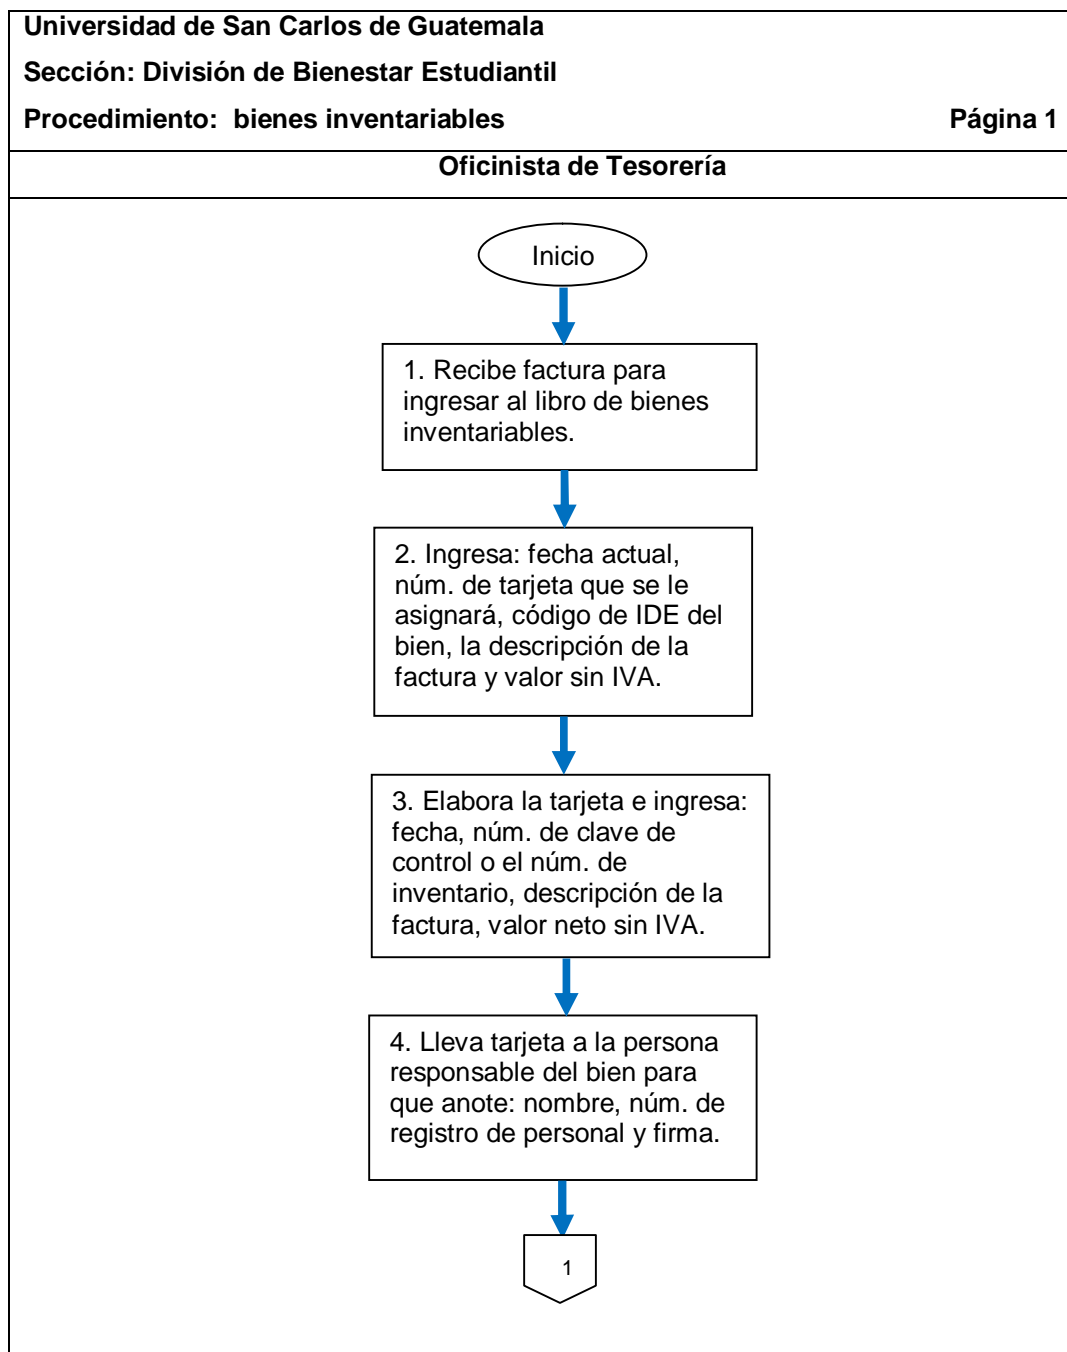 Universidad de San Carlos de Guatemala
Sección: División de Bienestar Estudiantil
Procedimiento: bienes inventariables Página 1
Oficinista de Tesorería
Inicio
1. Recibe factura para
ingresar al libro de bienes
inventariables.
2. Ingresa: fecha actual,
núm. de tarjeta que se le
asignará, código de IDE del
bien, la descripción de la
factura y valor sin IVA.
3. Elabora la tarjeta e ingresa:
fecha, núm. de clave de
control o el núm. de
inventario, descripción de la
factura, valor neto sin IVA.
4. Lleva tarjeta a la persona
responsable del bien para
que anote: nombre, núm. de
registro de personal y firma.
1